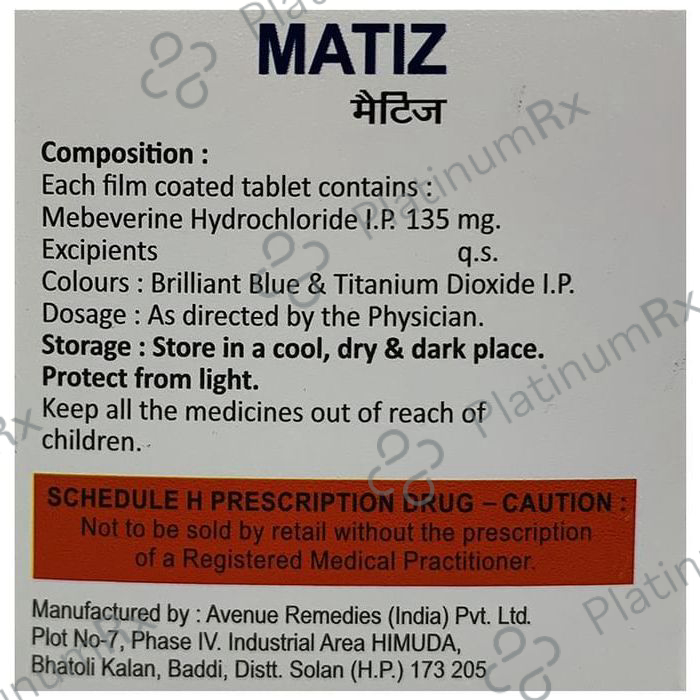 MATIZ
मैटिज
Composition :
Each film coated tablet contains :
Mebeverine Hydrochloride I.P. 135 mg.
Excipients q.s.
Colours : Brilliant Blue & Titanium Dioxide I.P.
Dosage : As directed by the Physician.
Storage : Store in a cool, dry & dark place.
Protect from light.
Keep all the medicines out of reach of
children.
SCHEDULE H PRESCRIPTION DRUG – CAUTION :
Not to be sold by retail without the prescription
of a Registered Medical Practitioner.
Manufactured by : Avenue Remedies (India) Pvt. Ltd.
Plot No-7, Phase IV. Industrial Area HIMUDA,
Bhatoli Kalan, Baddi, Distt. Solan (H.P.) 173 205
PlatinumRx
PlatinumRx